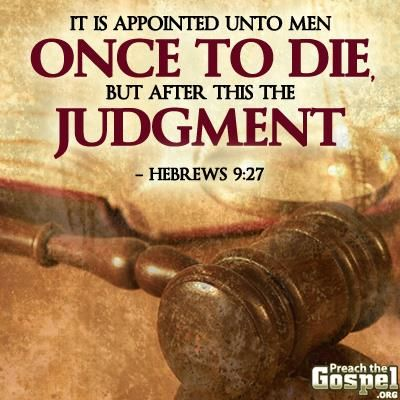 IT IS APPOINTED UNTO MEN
ONCE TO DIE,
BUT AFTER THIS THE
JUDGMENT
– HEBREWS 9:27
Preach the
Gospel
.ORG